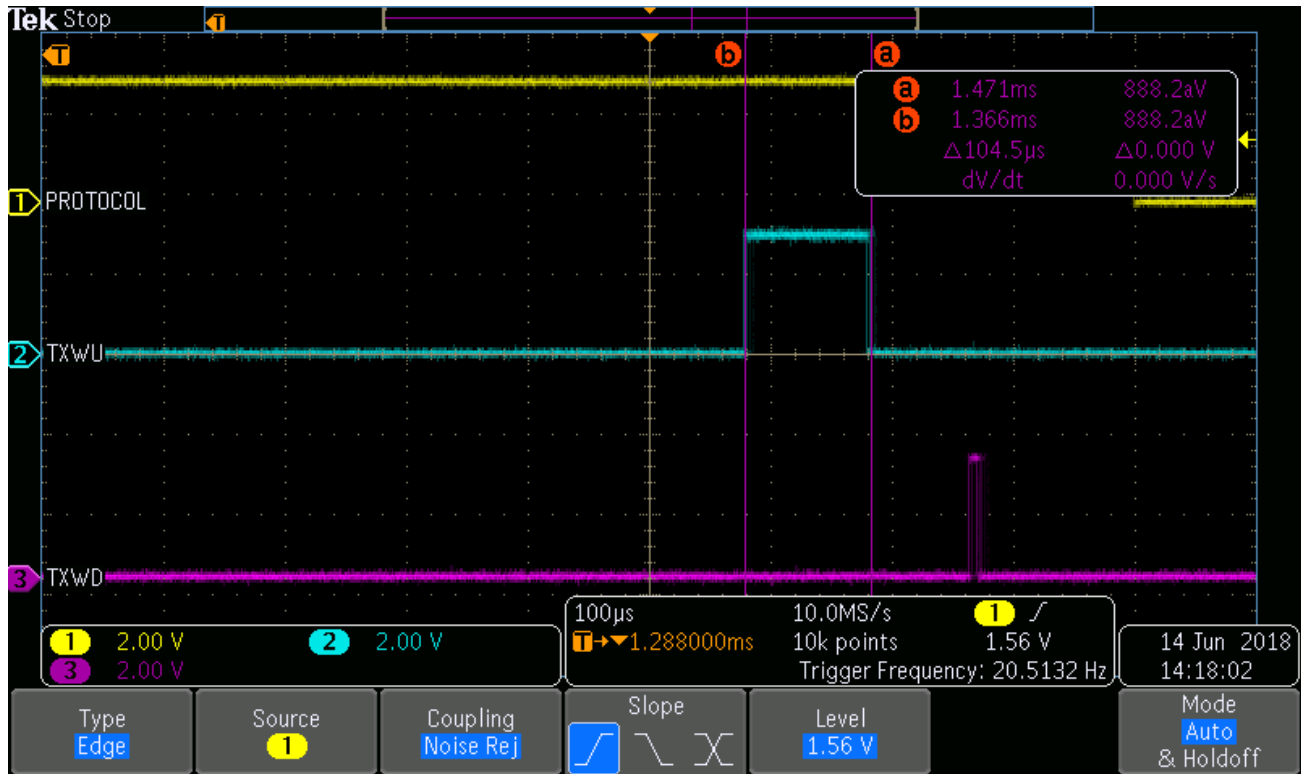 Tek Stop
T
T
b a
a 1.471ms 888.2aV
b 1.366ms 888.2aV
△104.5µs △0.000 V
dV/dt 0.000 V/s
1 PROTOCOL
2 TXWU
3 TXWD
1 2.00 V 2 2.00 V
3 2.00 V
100µs 10.0MS/s 1
T→▼1.288000ms 10k points 1.56 V
Trigger Frequency: 20.5132 Hz
14 Jun 2018
14:18:02
Type
Edge
Source
1
Coupling
Noise Rej
Slope
Level
1.56 V
Mode
Auto
& Holdoff